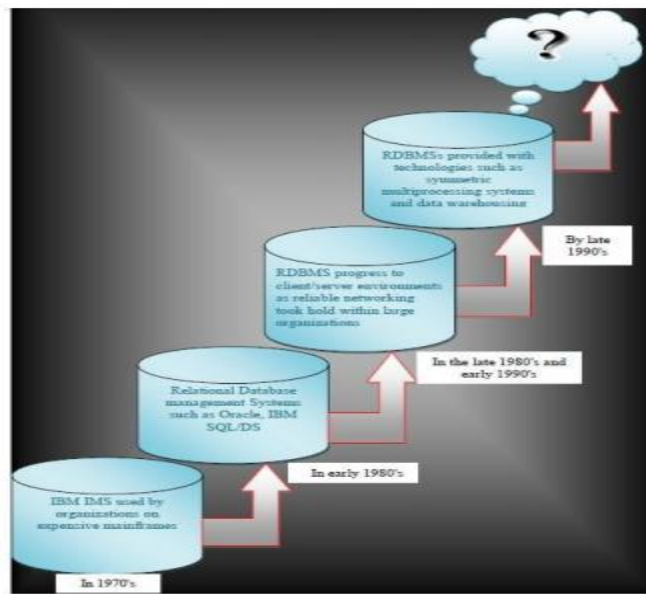 ?
RDBMSs provided with
technologies such as
symmetric
multiprocessing systems
and data warehousing
By late
1990's
RDBMS progress to
client/server environments
as reliable networking
took hold within large
organizations
In the late 1980's and
early 1990's
Relational Database
management Systems
such as Oracle, IBM
SQL/DS
In early 1980's
IBM IMS used by
organizations on
expensive mainframes
In 1970's